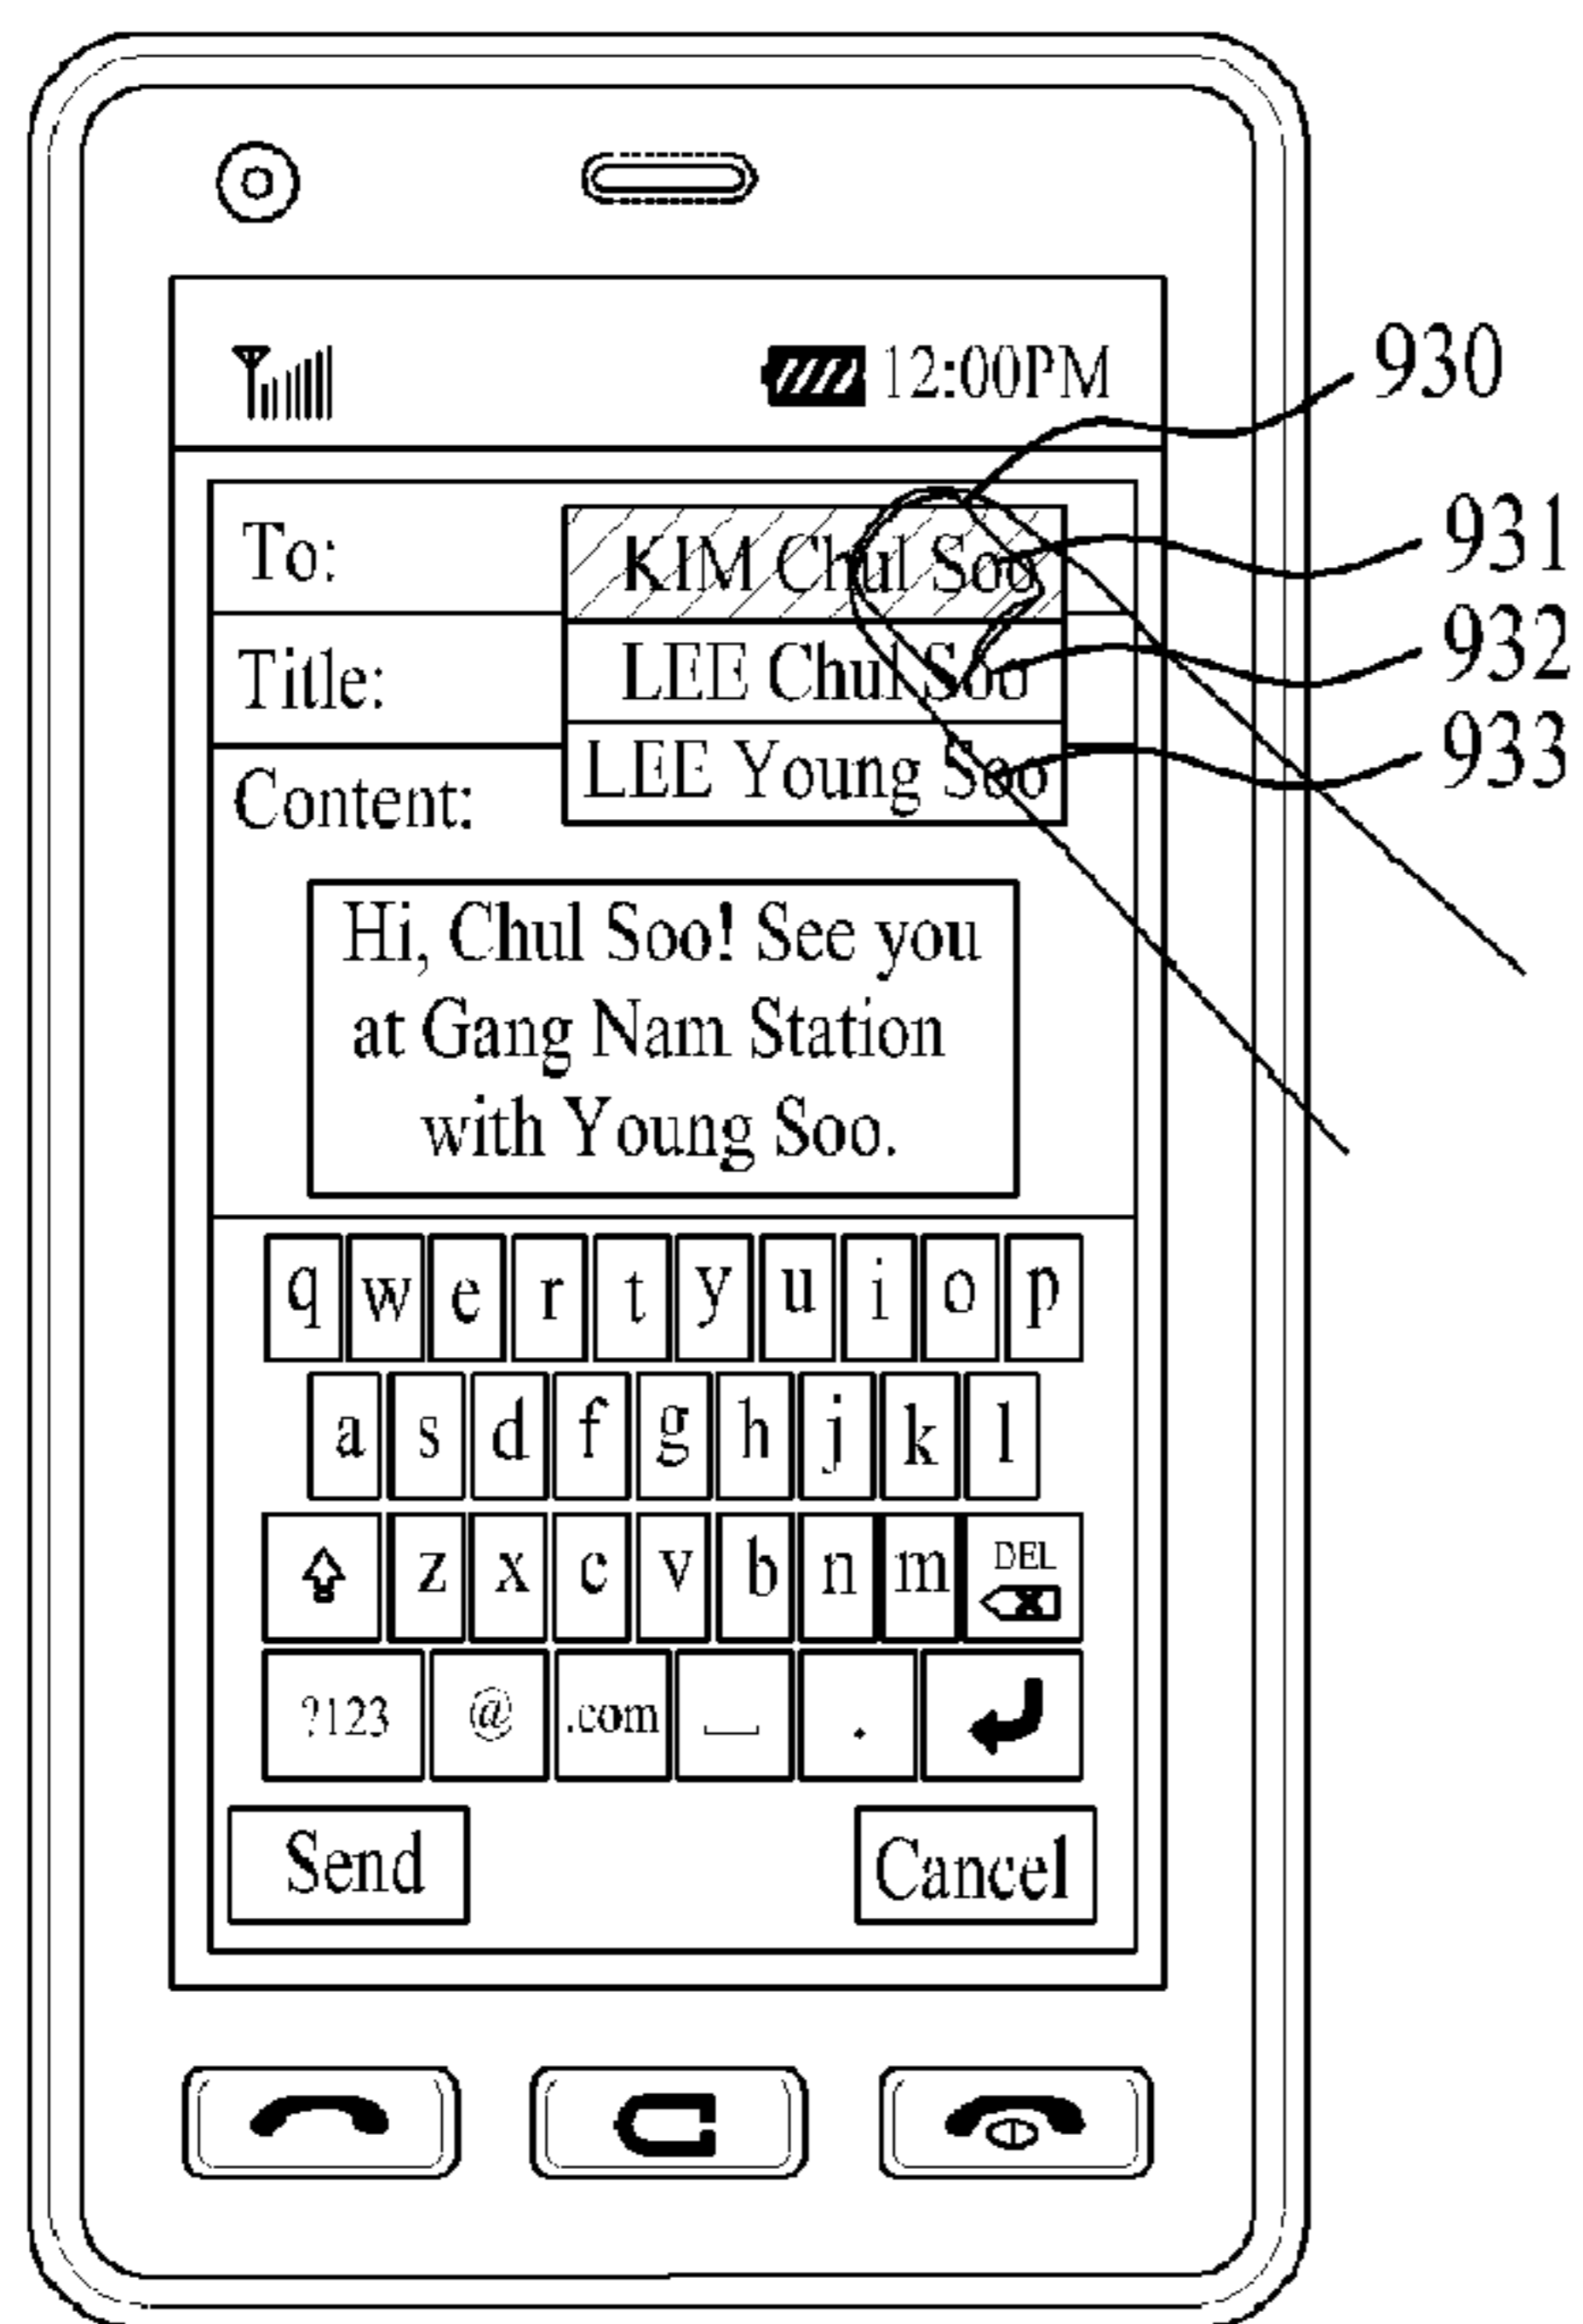 12:00PM
930
To:
KIM Chul Soo
931
Title:
LEE Chul Soo
932
Content:
LEE Young Soo
933
Hi, Chul Soo! See you
at Gang Nam Station
with Young Soo.
q w e r t y u i o p
a s d f g h j k l
z x c v b n m DEL
?123 @ .com .
Send Cancel